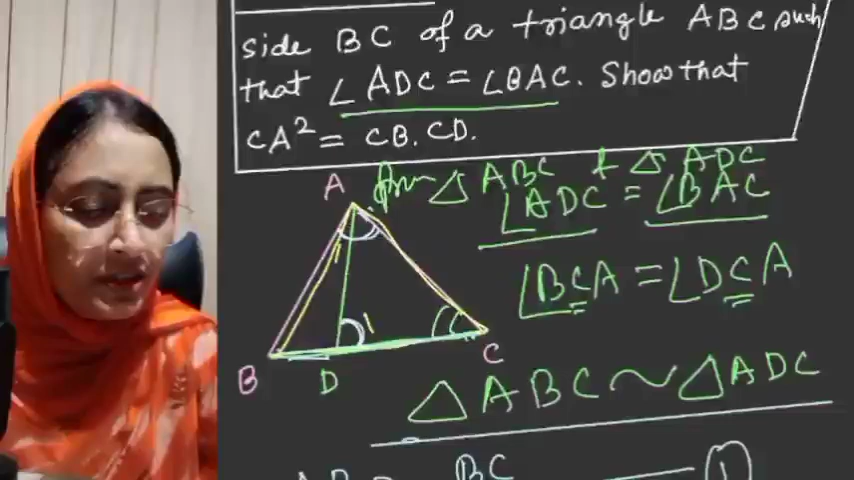 side BC of a triangle ABC such
that ∠ADC = ∠BAC. Show that
CA² = CB.CD.
A
From △ ABC & △ ADC
∠ADC = ∠BAC
∠BCA = ∠DCA
B
D
C
△ABC ~ △ADC
BC
①